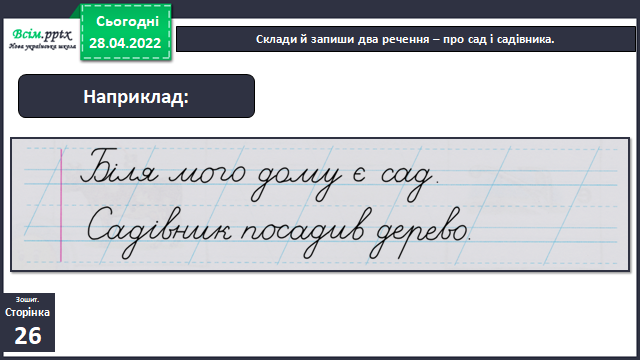 Всім.pptx
Нова українська школа
Сьогодні
28.04.2022
Склади й запиши два речення – про сад і садівника.
Наприклад:
Біля мого дому є сад.
Садівник посадив дерево.
Зошит.
Сторінка
26